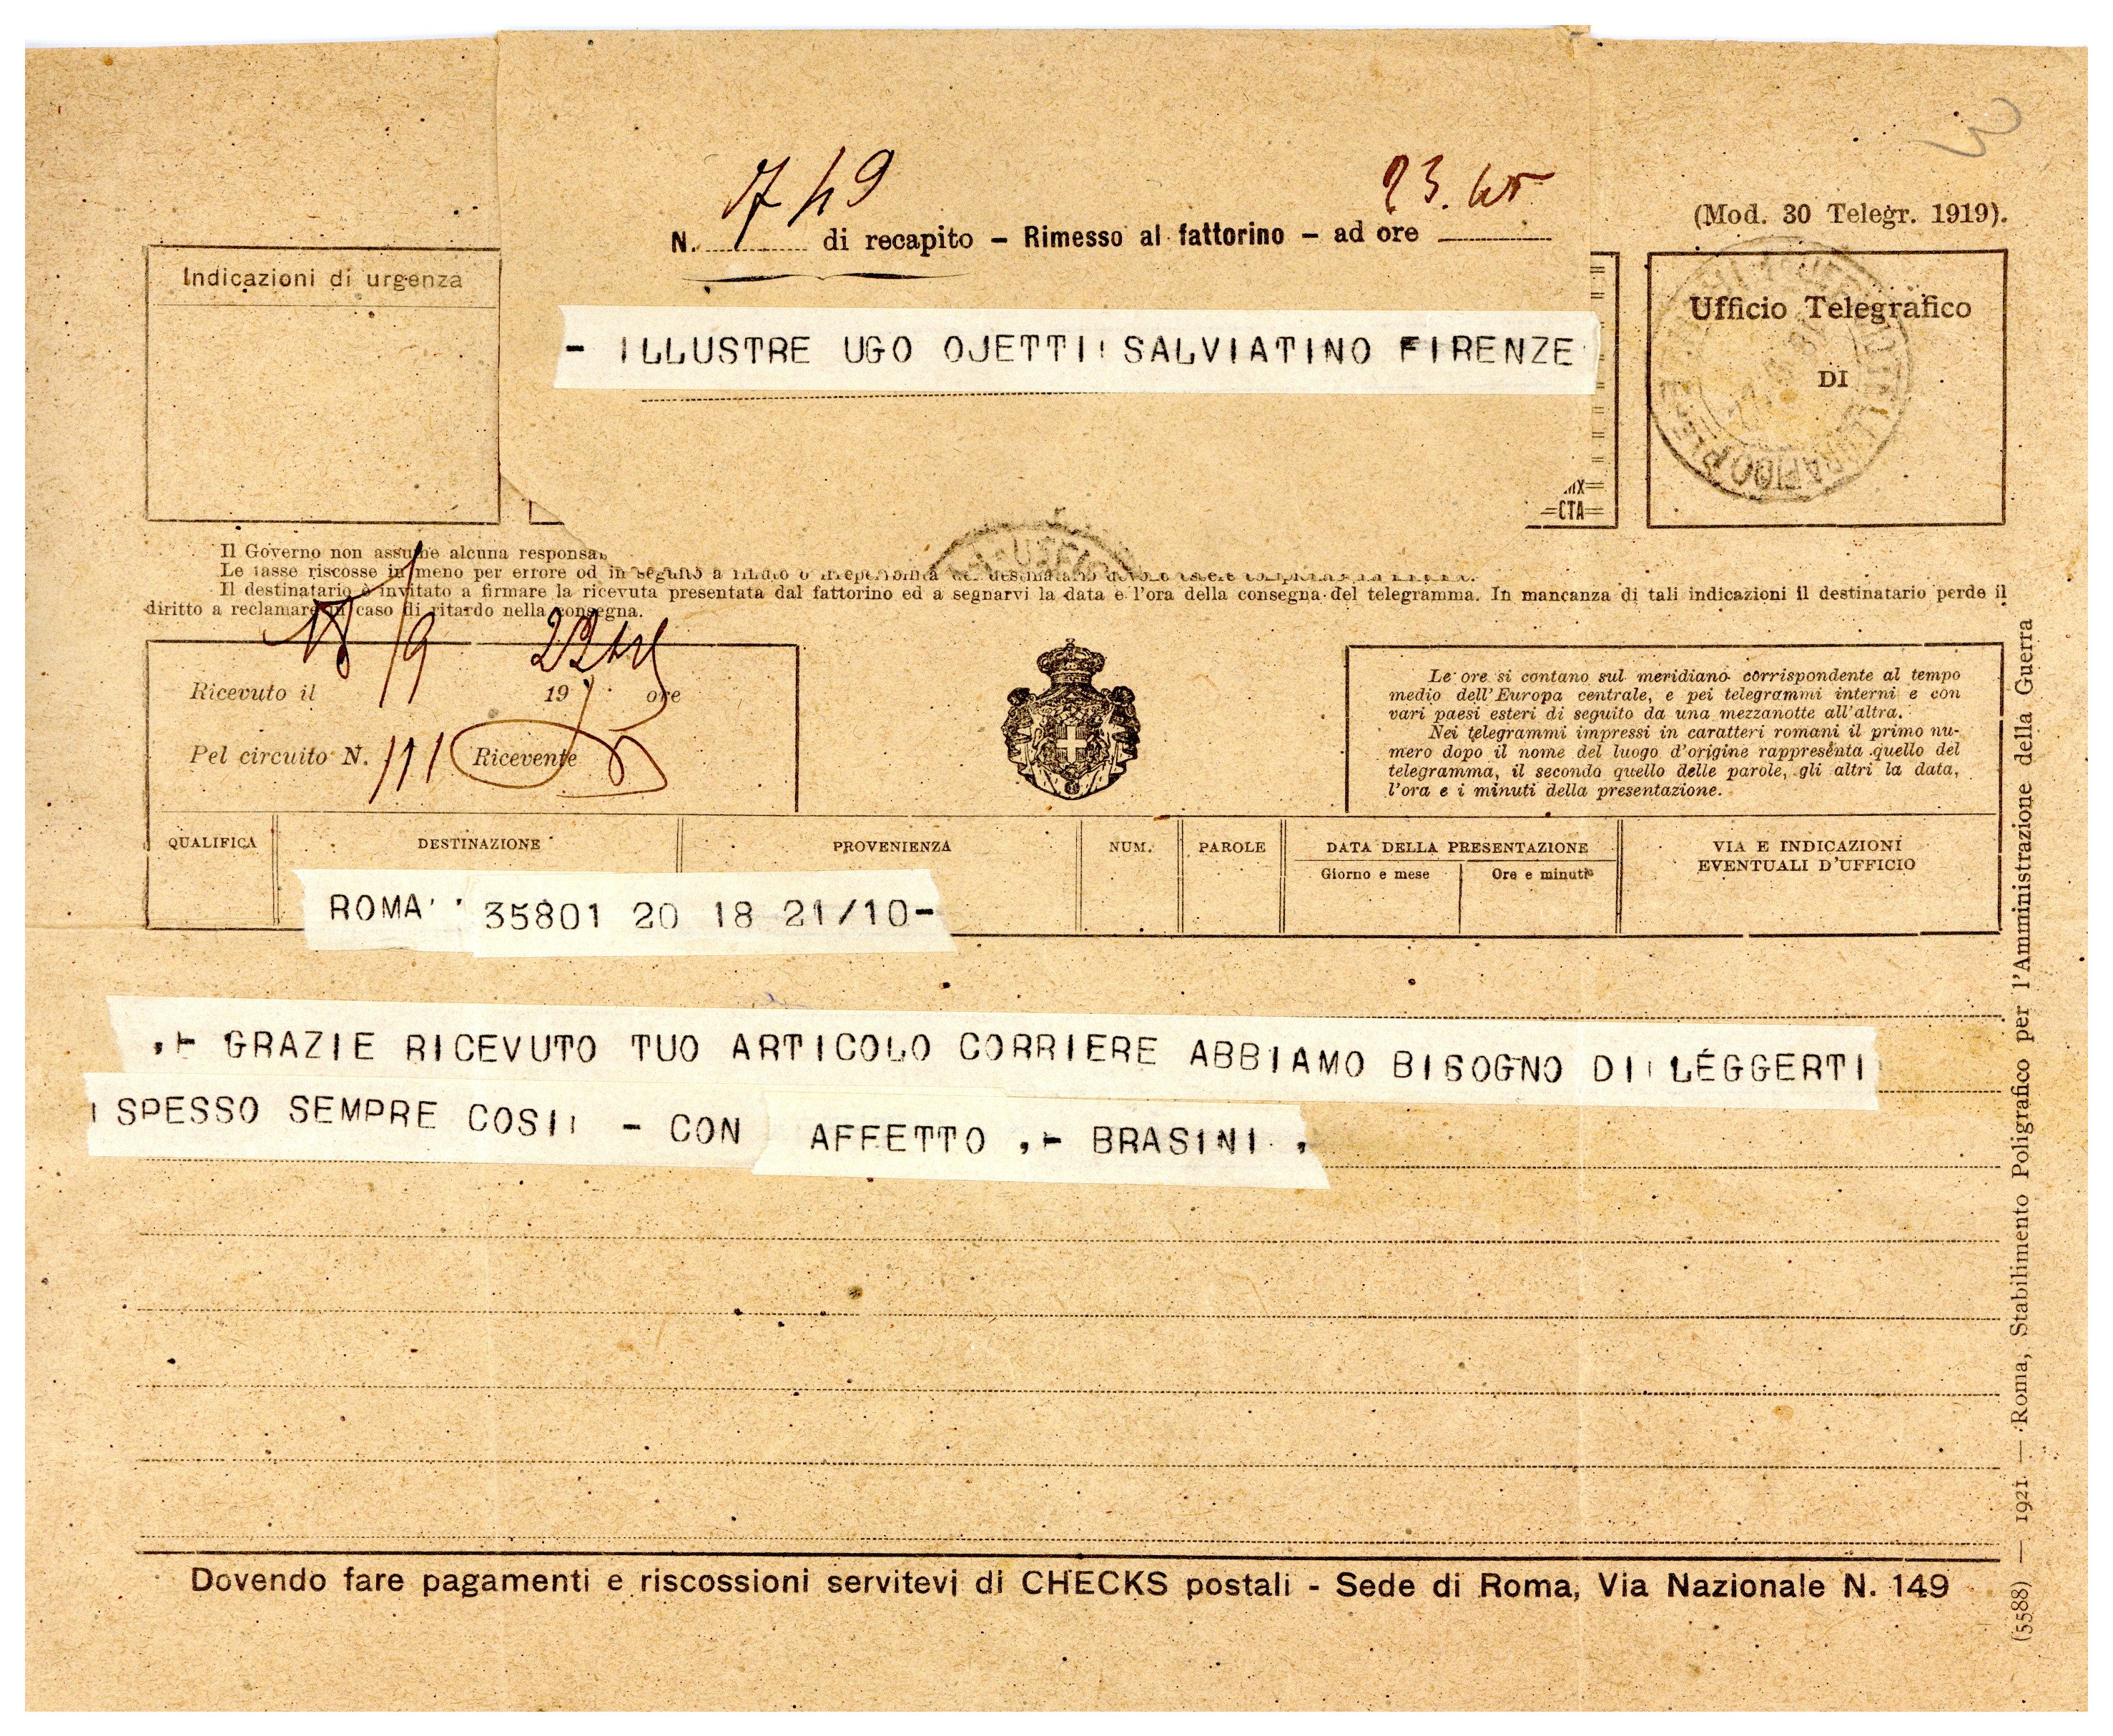 749
23.45
N. di recapito – Rimesso al fattorino – ad ore
(Mod. 30 Telegr. 1919).
Indicazioni di urgenza
- ILLUSTRE UGO OJETTI SALVIATINO FIRENZE
Ufficio Telegrafico
DI
CTA
Il Governo non assume alcuna
Le tasse riscosse in meno per errore od in
Il destinatario è invitato a firmare la ricevuta presentata dal fattorino ed a segnarvi la data e l'ora della consegna del telegramma. In mancanza di tali indicazioni il destinatario perde il
diritto a reclamare in caso di ritardo nella consegna.
18/9
Ricevuto il 19 ore
Pel circuito N. 111 Ricevente
Le ore si contano sul meridiano corrispondente al tempo
medio dell'Europa centrale, e pei telegrammi interni e con
vari paesi esteri di seguito da una mezzanotte all'altra.
Nei telegrammi impressi in caratteri romani il primo nu-
mero dopo il nome del luogo d'origine rappresenta quello del
telegramma, il secondo quello delle parole, gli altri la data,
l'ora e i minuti della presentazione.
QUALIFICA DESTINAZIONE PROVENIENZA NUM. PAROLE DATA DELLA PRESENTAZIONE VIA E INDICAZIONI
EVENTUALI D'UFFICIO
Giorno e mese Ore e minuti
ROMA 35801 20 18 21/10-
,- GRAZIE RICEVUTO TUO ARTICOLO CORRIERE ABBIAMO BISOGNO DI LEGGERTI
SPESSO SEMPRE COSI - CON AFFETTO ,- BRASINI ,
Dovendo fare pagamenti e riscossioni servitevi di CHECKS postali - Sede di Roma, Via Nazionale N. 149
(5588) — 1921. — Roma, Stabilimento Poligrafico per l'Amministrazione della Guerra